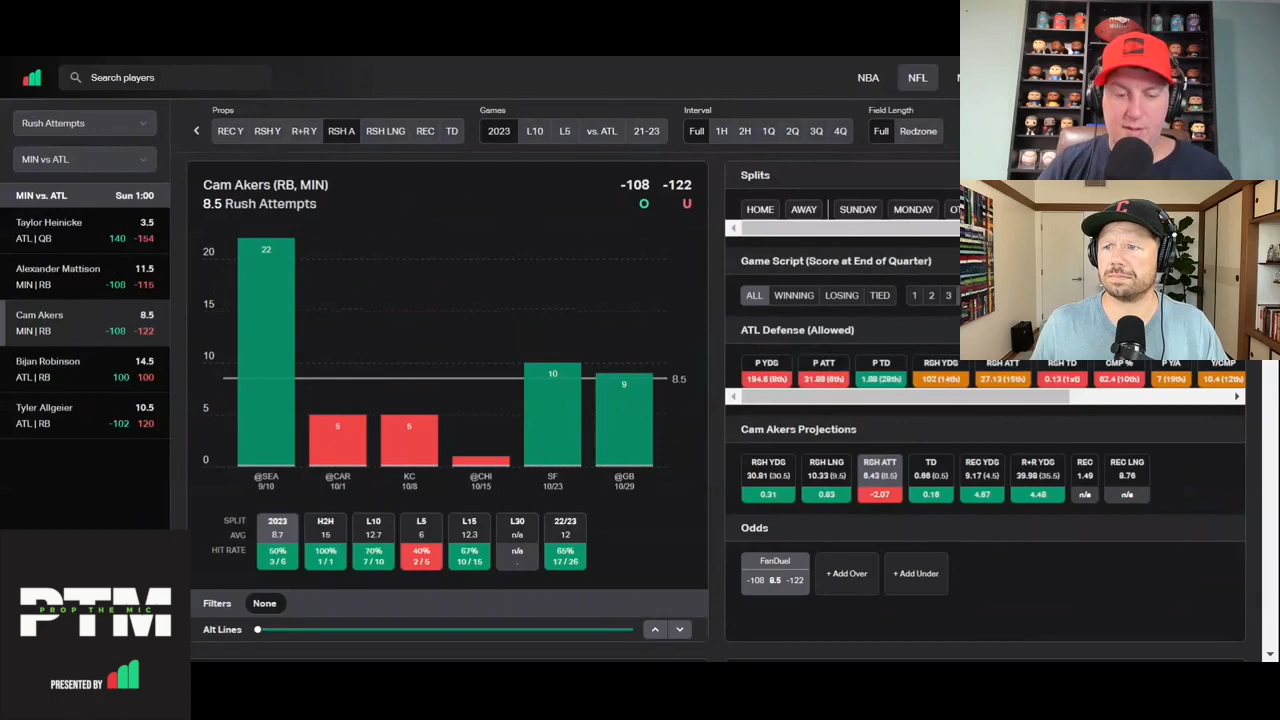 Search players
NBA
NFL
Rush Attempts
MIN vs ATL
MIN vs. ATL Sun 1:00
Taylor Heinicke 3.5
ATL | QB 140 -154
Alexander Mattison 11.5
MIN | RB -108 -115
Cam Akers 8.5
MIN | RB -108 -122
Bijan Robinson 14.5
ATL | RB 100 100
Tyler Allgeier 10.5
ATL | RB -102 120
Props
REC Y RSH Y R+R Y RSH A RSH LNG REC TD
Games
2023 L10 L5 vs. ATL 21-23
Interval
Full 1H 2H 1Q 2Q 3Q 4Q
Field Length
Full Redzone
Cam Akers (RB, MIN) -108 -122
8.5 Rush Attempts O U
20
15
10
5
0
22
5
5
10
9
8.5
@SEA @CAR KC @CHI SF @GB
9/10 10/1 10/8 10/15 10/23 10/29
SPLIT 2023 H2H L10 L5 L15 L30 22/23
AVG 8.7 15 12.7 6 12.3 n/a 12
HIT RATE 50% 100% 70% 40% 67% n/a 65%
3 / 6 1 / 1 7 / 10 2 / 5 10 / 15 17 / 26
Filters None
Alt Lines
Splits
HOME AWAY SUNDAY MONDAY
Game Script (Score at End of Quarter)
ALL WINNING LOSING TIED 1 2 3
ATL Defense (Allowed)
P YDS P ATT P TD RSH YDS RSH ATT RSH TD CMP % P Y/A Y/CMP
194.6 (8th) 31.88 (6th) 1.88 (28th) 102 (14th) 27.13 (15th) 0.13 (1st) 62.4 (10th) 7 (19th) 10.4 (12th
Cam Akers Projections
RSH YDS RSH LNG RSH ATT TD REC YDS R+R YDS REC REC LNG
30.81 (30.5) 10.33 (9.5) 6.43 (8.5) 0.66 (0.5) 9.17 (4.5) 39.98 (35.5) 1.49 8.76
0.31 0.83 -2.07 0.16 4.67 4.48 n/a n/a
Odds
FanDuel
-108 8.5 -122
+ Add Over
+ Add Under
PTM
PROP THE MIC
PRESENTED BY